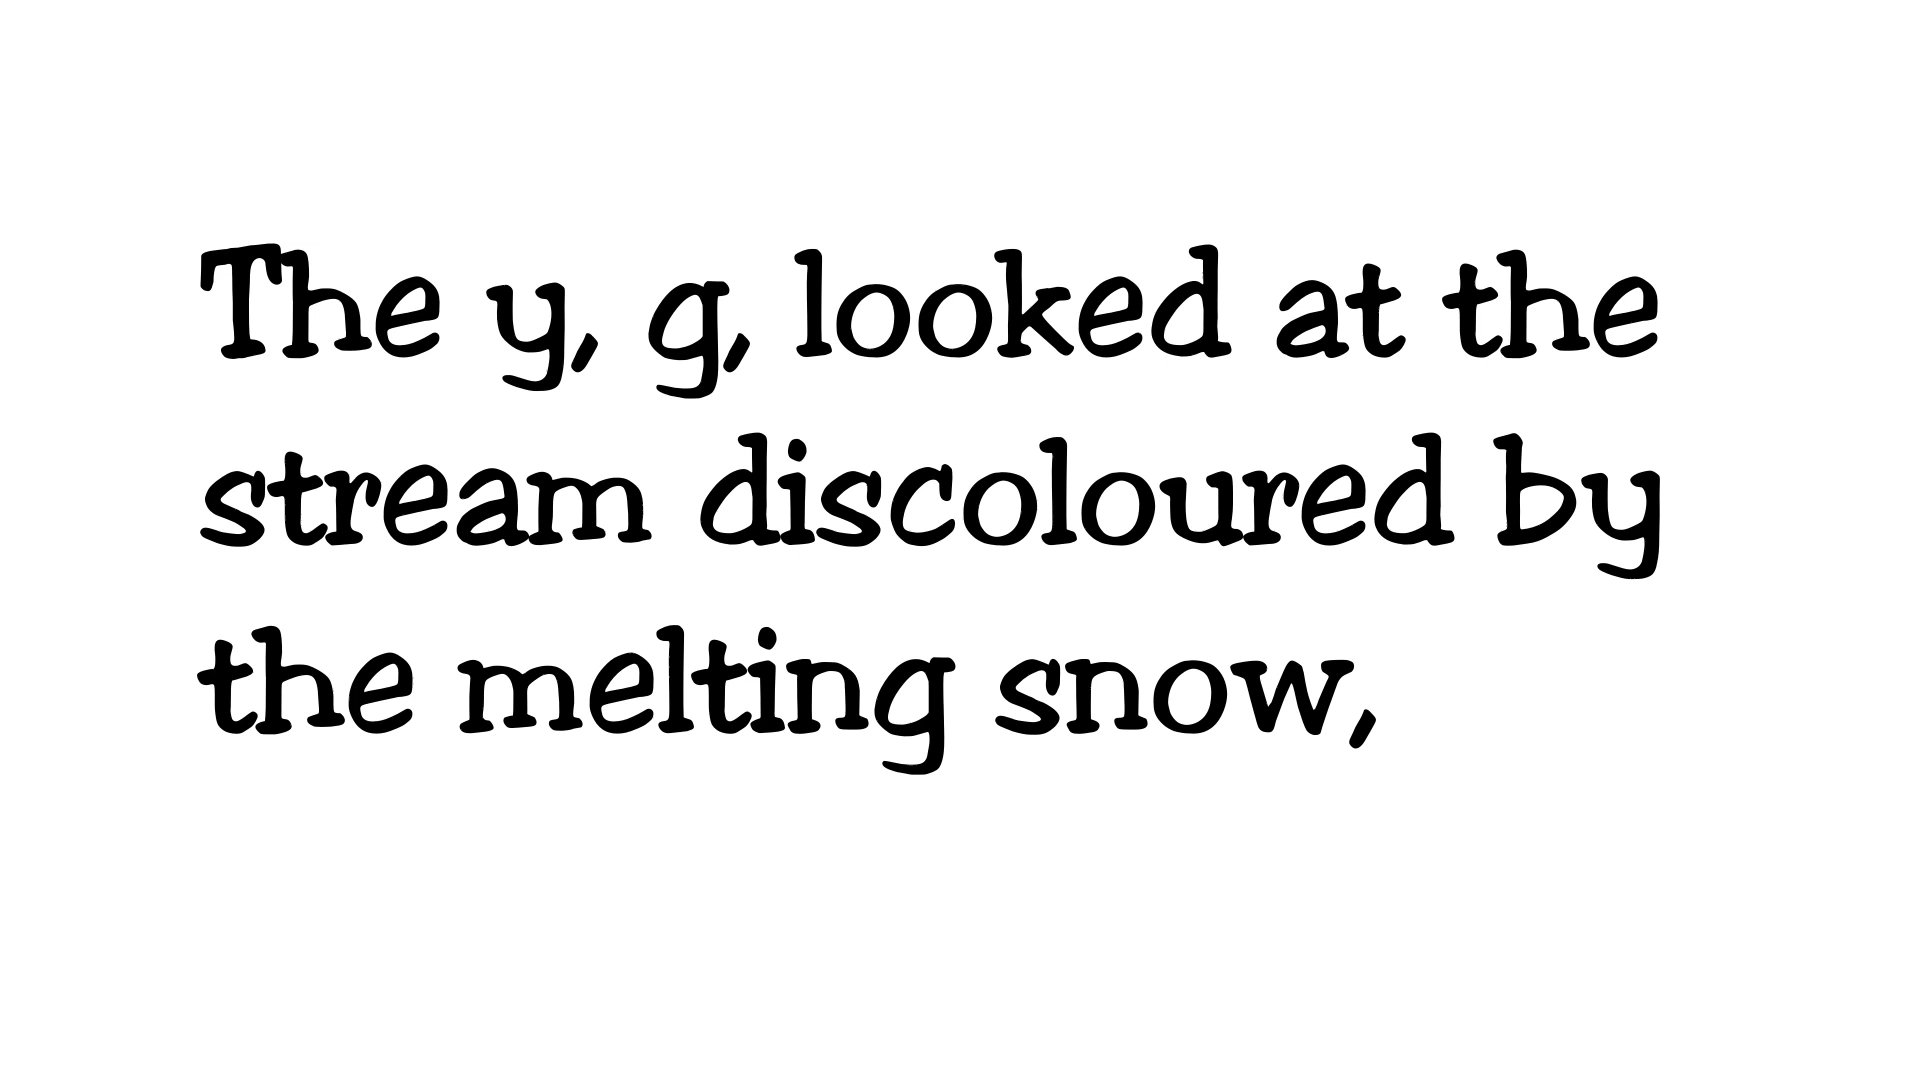 The y, g, looked at the
stream discoloured by
the melting snow,